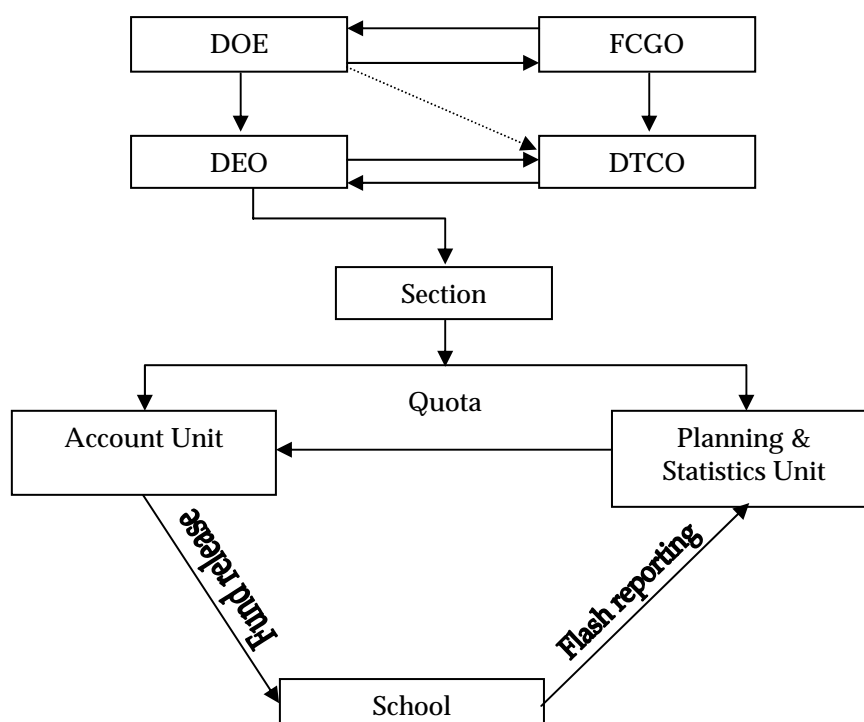 DOE
FCGO
DEO
DTCO
Section
Quota
Account Unit
Planning &
Statistics Unit
Fund release
Flash reporting
School